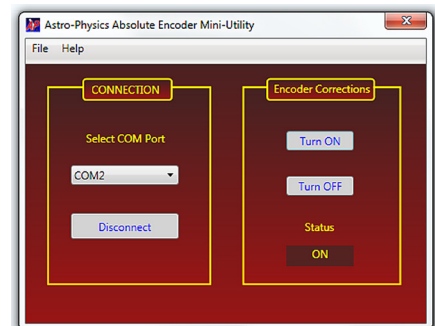 Astro-Physics Absolute Encoder Mini-Utility
File Help
CONNECTION
Select COM Port
COM2
Disconnect
Encoder Corrections
Turn ON
Turn OFF
Status
ON